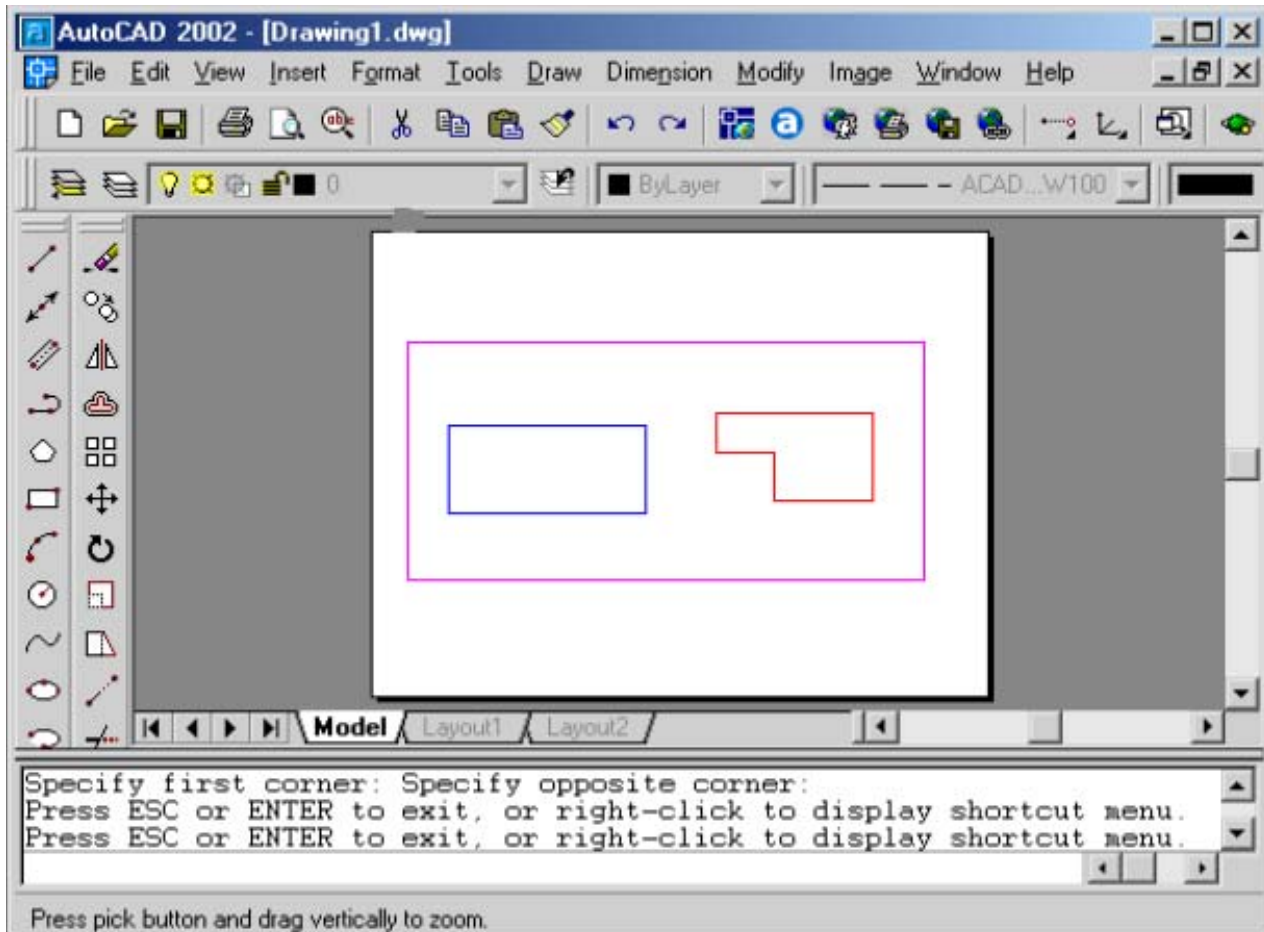 AutoCAD 2002 - [Drawing1.dwg]
File Edit View Insert Format Tools Draw Dimension Modify Image Window Help
0 ByLayer ACAD...W100
Model Layout1 Layout2
Specify first corner: Specify opposite corner:
Press ESC or ENTER to exit, or right-click to display shortcut menu.
Press ESC or ENTER to exit, or right-click to display shortcut menu.
Press pick button and drag vertically to zoom.